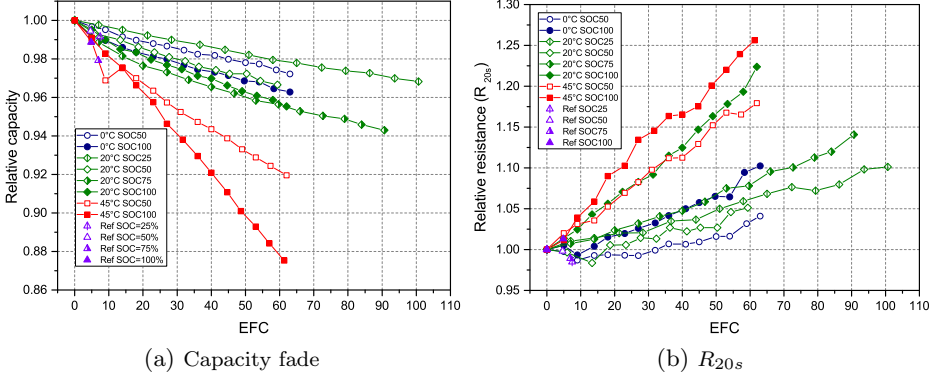 1.00
0.98
0.96
0.94
0.92
0.90
0.88
0.86
Relative capacity
0°C SOC50
0°C SOC100
20°C SOC25
20°C SOC50
20°C SOC75
20°C SOC100
45°C SOC50
45°C SOC100
Ref SOC=25%
Ref SOC=50%
Ref SOC=75%
Ref SOC=100%
0 10 20 30 40 50 60 70 80 90 100 110
EFC
(a) Capacity fade
1.30
1.25
1.20
1.15
1.10
1.05
1.00
0.95
Relative resistance (R 20s)
0°C SOC50
0°C SOC100
20°C SOC25
20°C SOC50
20°C SOC75
20°C SOC100
45°C SOC50
45°C SOC100
Ref SOC25
Ref SOC50
Ref SOC75
Ref SOC100
0 10 20 30 40 50 60 70 80 90 100 110
EFC
(b) R20s